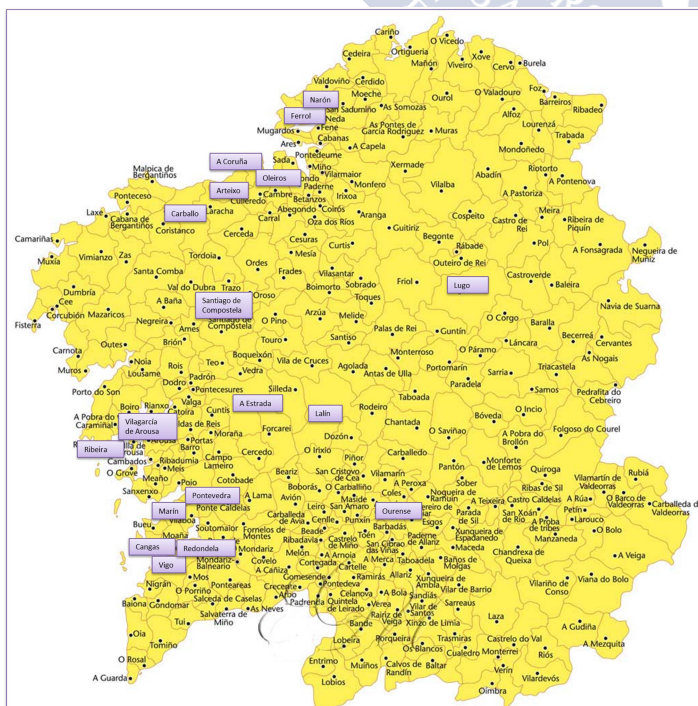 Cariño
O Vicedo
Ortigueria
Xove
Cedeira
Mañón
Viveiro
Cervo
Burela
Valdoviño
Cerdido
O Valadouro
Foz
Narón
Moeche
Ourol
Barreiros
San Sadurniño
As Somozas
Alfoz
Ribadeo
Ferrol
Neda
As Pontes de
García Rodríguez
Lourenzá
Mugardos
Fene
Muras
Trabada
Ares
Cabanas
A Capela
Mondoñedo
Pontedeume
A Coruña
Sada
Miño
Xermade
Riotorto
Vilamaior
Abadín
A Pontenova
Malpica de
Bergantiños
Oleiros
Paderne
Monfero
Vilalba
A Pastoriza
Arteixo
Cambre
Betanzos
Irixoa
Ponteceso
Culleredo
Abegondo
Coirós
Aranga
Cospeito
Meira
Ribeira de
Piquín
Laxe
Carballo
Carral
Oza dos Ríos
Guitiriz
Castro de
Rei
Cabana de
Bergantiños
Coristanco
Cerceda
Cesuras
Curtis
Begonte
Pol
A Fonsagrada
Negueira de
Muñiz
Camariñas
Rábade
Outeiro de Rei
Muxía
Vimianzo
Zas
Tordoia
Ordes
Mesía
Vilasantar
Santa Comba
Frades
Sobrado
Friol
Lugo
Castroverde
Baleira
Dumbría
Val do Dubra
Trazo
Boimorto
Toques
Navia de Suarna
Cee
A Baña
Santiago de
Compostela
Oroso
Corcubión
Mazaricos
Arzúa
Melide
O Corgo
Baralla
Fisterra
Negreira
Ames
Santiago de
Compostela
O Pino
Palas de Rei
Guntín
Becerreá
Cervantes
Outes
Brión
Touro
Santiso
Láncara
As Nogais
Carnota
Boqueixón
O Páramo
Muros
Noia
Rois
Teo
Vedra
Vila de Cruces
Agolada
Monterroso
Portomarín
Sarria
Triacastela
Lousame
Padrón
Antas de Ulla
Paradela
Pedrafita do
Cebreiro
Porto do Son
Dodro
Pontecesures
Silleda
Taboada
Samos
Boiro
Rianxo
Valga
A Estrada
Lalín
Rodeiro
O Incio
A Pobra do
Caramiñal
Catoira
Cuntis
Chantada
Bóveda
Folgoso do Courel
Vilagarcía
de Arousa
Moraña
Forcarei
Dozón
O Saviñao
A Pobra do
Brollón
Ribeira
Arousa
Portas
Cambados
Barro
Campo
Lameiro
Cercedo
O Irixio
Piñor
Carballedo
Monforte
de Lemos
Quiroga
Rubiá
O Grove
Ribadumia
Meis
San Cristovo
de Cea
Vilamarín
Pantón
Vilamartín de
Valdeorras
Meaño
Cotobade
Beariz
A Peroxa
Sober
Ribas de Sil
Sanxenxo
Poio
Pontevedra
A Lama
Boborás
O Carballiño
Coles
Nogueira de
Ramuín
A Teixeira
Castro Caldelas
A Rúa
O Barco de
Valdeorras
Marín
Ponte Caldelas
Avión
Leiro
San Amaro
Maside
Ourense
Petín
Carballeda de
Valdeorras
Bueu
Vilaboa
Carballeda
de Avia
Cenlle
Punxín
Esgos
Parada
de Sil
San Xoán
de Río
Larouco
Moaña
Soutomaior
Fornelos de
Montes
Beade
Barbadás
Xunqueira de
Espadanedo
A Proba
de tribes
O Bolo
Cangas
Redondela
Ribadavia
Castrelo
de Miño
Toén
Paderne
de Allariz
Maceda
Manzaneda
Mondariz
Melón
A Arnoia
San Cibrao
das Viñas
Vigo
Mondariz
Balneario
Covelo
Cortegada
Cartelle
A Merca
Taboadela
Baños de
Molgas
Chandrexa de
Queixa
A Veiga
Nigrán
Mos
A Cañiza
Gomesende
Ramirás
Allariz
Xunqueira de
Ambía
Vilariño de
Conso
Viana do Bolo
O Porriño
Ponteareas
Crecente
Pontedeva
Celanova
A Bola
Vilar de Barrio
Baiona
Gondomar
Salceda de Caselas
Arbo
Padrenda
Quintela
de Leirado
Verea
Sandiás
Sarreaus
Salvaterra de
Miño
As Neves
Rairiz de
Veiga
Vilar de
Santos
Laza
A Gudiña
Tui
Bande
Xinzo de Limia
Oia
Tomiño
Lobeira
Porqueira
Trasmiras
Castrelo do Val
A Mezquita
O Rosal
Entrimo
Muiños
Os Blancos
Cualedro
Monterrei
Riós
A Guarda
Calvos de
Randín
Baltar
Verín
Vilardevós
Lobios
Oímbra